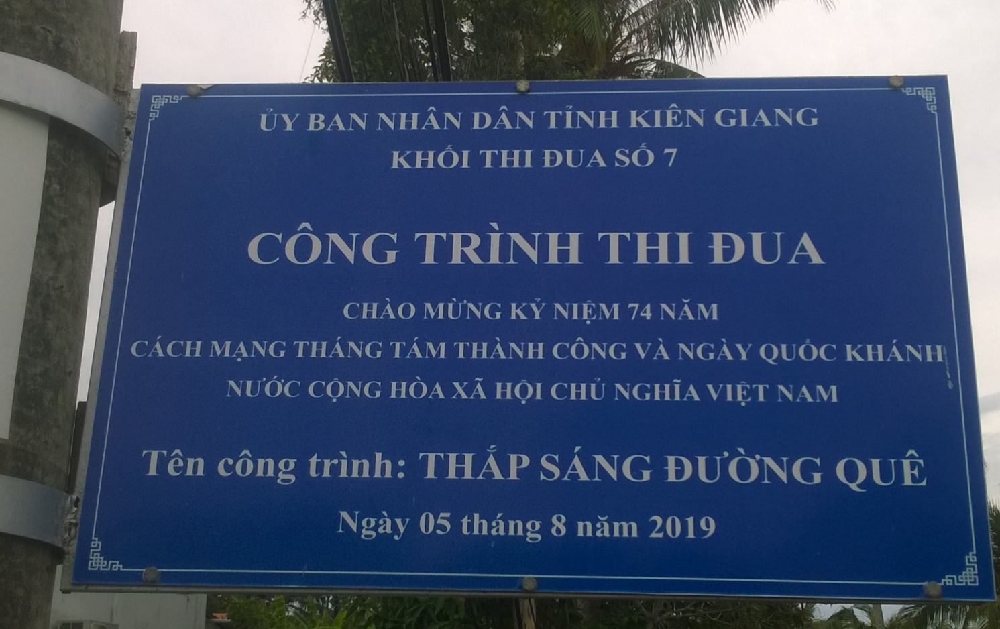 ỦY BAN NHÂN DÂN TỈNH KIÊN GIANG
KHỐI THI ĐUA SỐ 7
CÔNG TRÌNH THI ĐUA
CHÀO MỪNG KỶ NIỆM 74 NĂM
CÁCH MẠNG THÁNG TÁM THÀNH CÔNG VÀ NGÀY QUỐC KHÁNH
NƯỚC CỘNG HÒA XÃ HỘI CHỦ NGHĨA VIỆT NAM
Tên công trình: THẮP SÁNG ĐƯỜNG QUÊ
Ngày 05 tháng 8 năm 2019